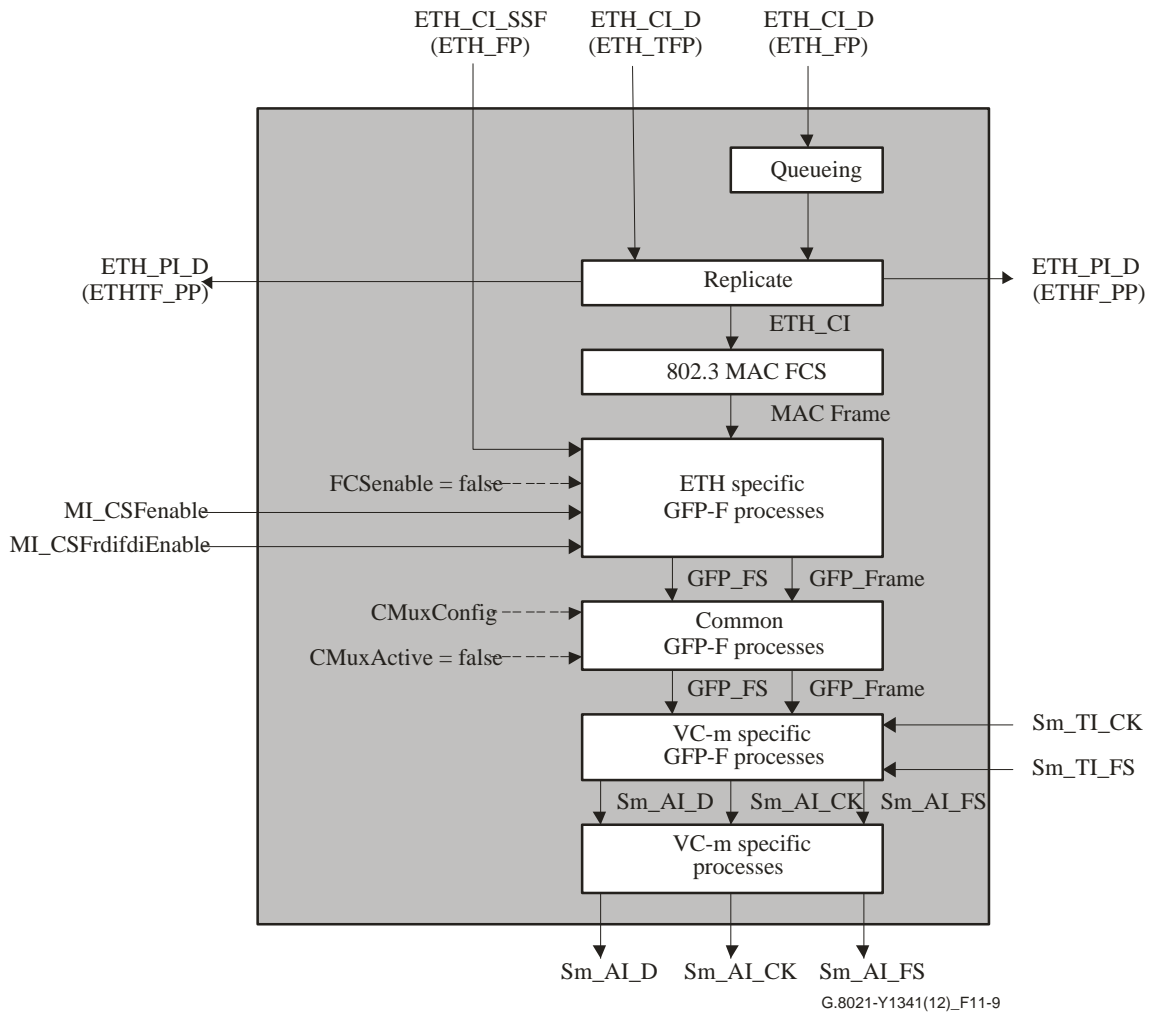 ETH_CI_SSF
(ETH_FP)
ETH_CI_D
(ETH_TFP)
ETH_CI_D
(ETH_FP)
Queueing
ETH_PI_D
(ETHTF_PP)
Replicate
ETH_PI_D
(ETHF_PP)
ETH_CI
802.3 MAC FCS
MAC Frame
FCSenable = false
ETH specific
GFP-F processes
MI_CSFenable
MI_CSFrdifdiEnable
GFP_FS
GFP_Frame
CMuxConfig
Common
GFP-F processes
CMuxActive = false
GFP_FS
GFP_Frame
VC-m specific
GFP-F processes
Sm_TI_CK
Sm_TI_FS
Sm_AI_D
Sm_AI_CK
Sm_AI_FS
VC-m specific
processes
Sm_AI_D
Sm_AI_CK
Sm_AI_FS
G.8021-Y1341(12)_F11-9